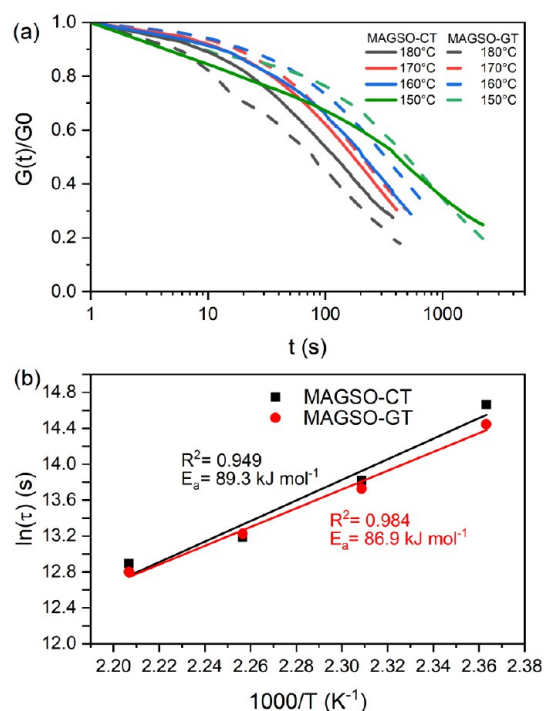 (a)
MAGSO-CT MAGSO-GT
180°C 180°C
170°C 170°C
160°C 160°C
150°C 150°C
G(t)/G0
1.0
0.8
0.6
0.4
0.2
0.0
1 10 100 1000
t (s)
(b)
MAGSO-CT
MAGSO-GT
R²= 0.949
Eₐ= 89.3 kJ mol⁻¹
R²= 0.984
Eₐ= 86.9 kJ mol⁻¹
ln(τ) (s)
14.8
14.4
14.0
13.6
13.2
12.8
12.4
12.0
2.20 2.22 2.24 2.26 2.28 2.30 2.32 2.34 2.36 2.38
1000/T (K⁻¹)